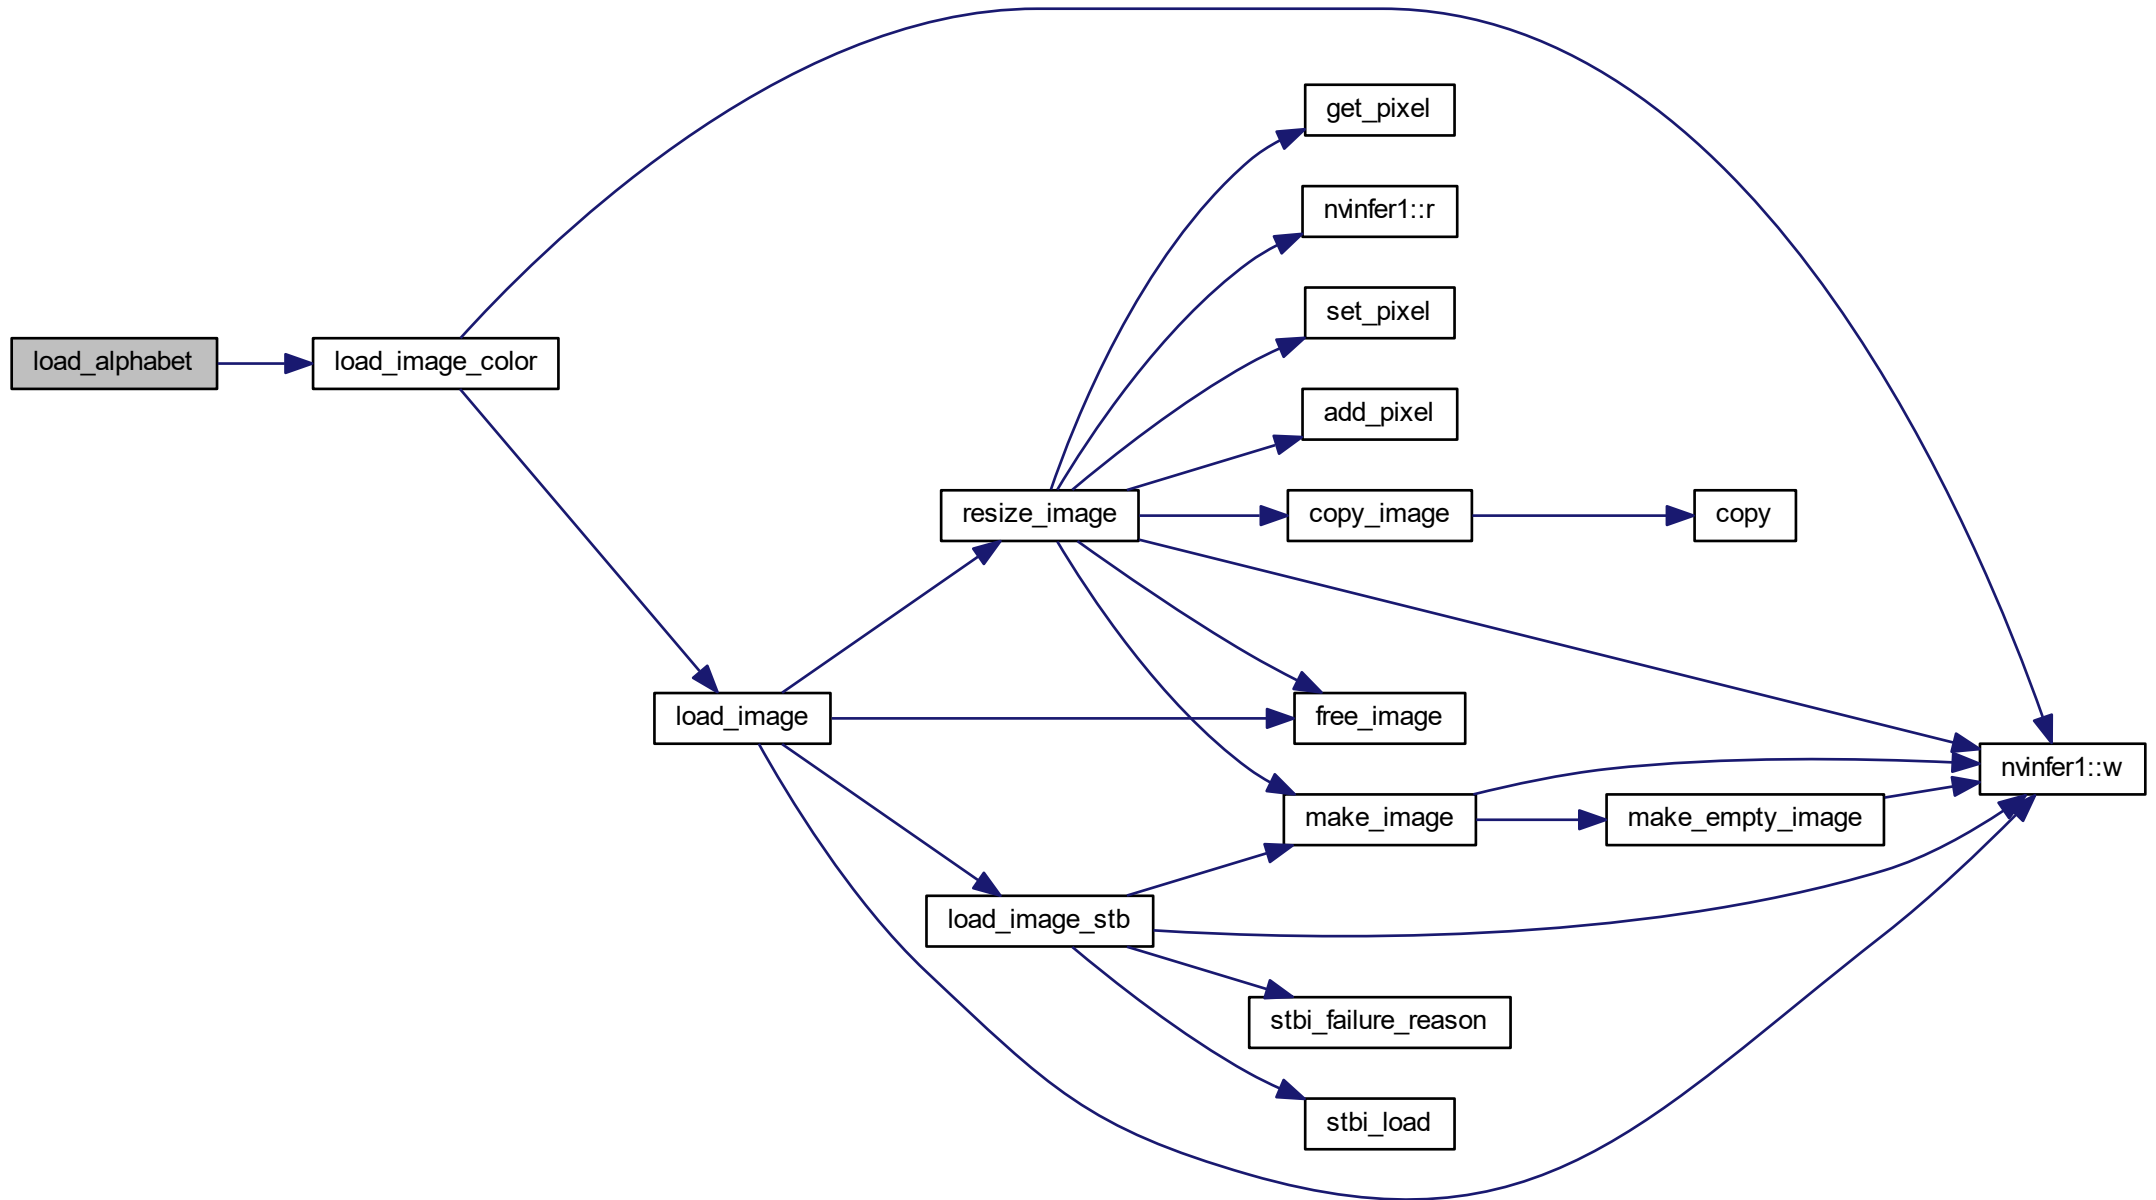 get_pixel
nvinfer1::r
set_pixel
load_alphabet
load_image_color
add_pixel
resize_image
copy_image
copy
load_image
free_image
nvinfer1::w
make_image
make_empty_image
load_image_stb
stbi_failure_reason
stbi_load